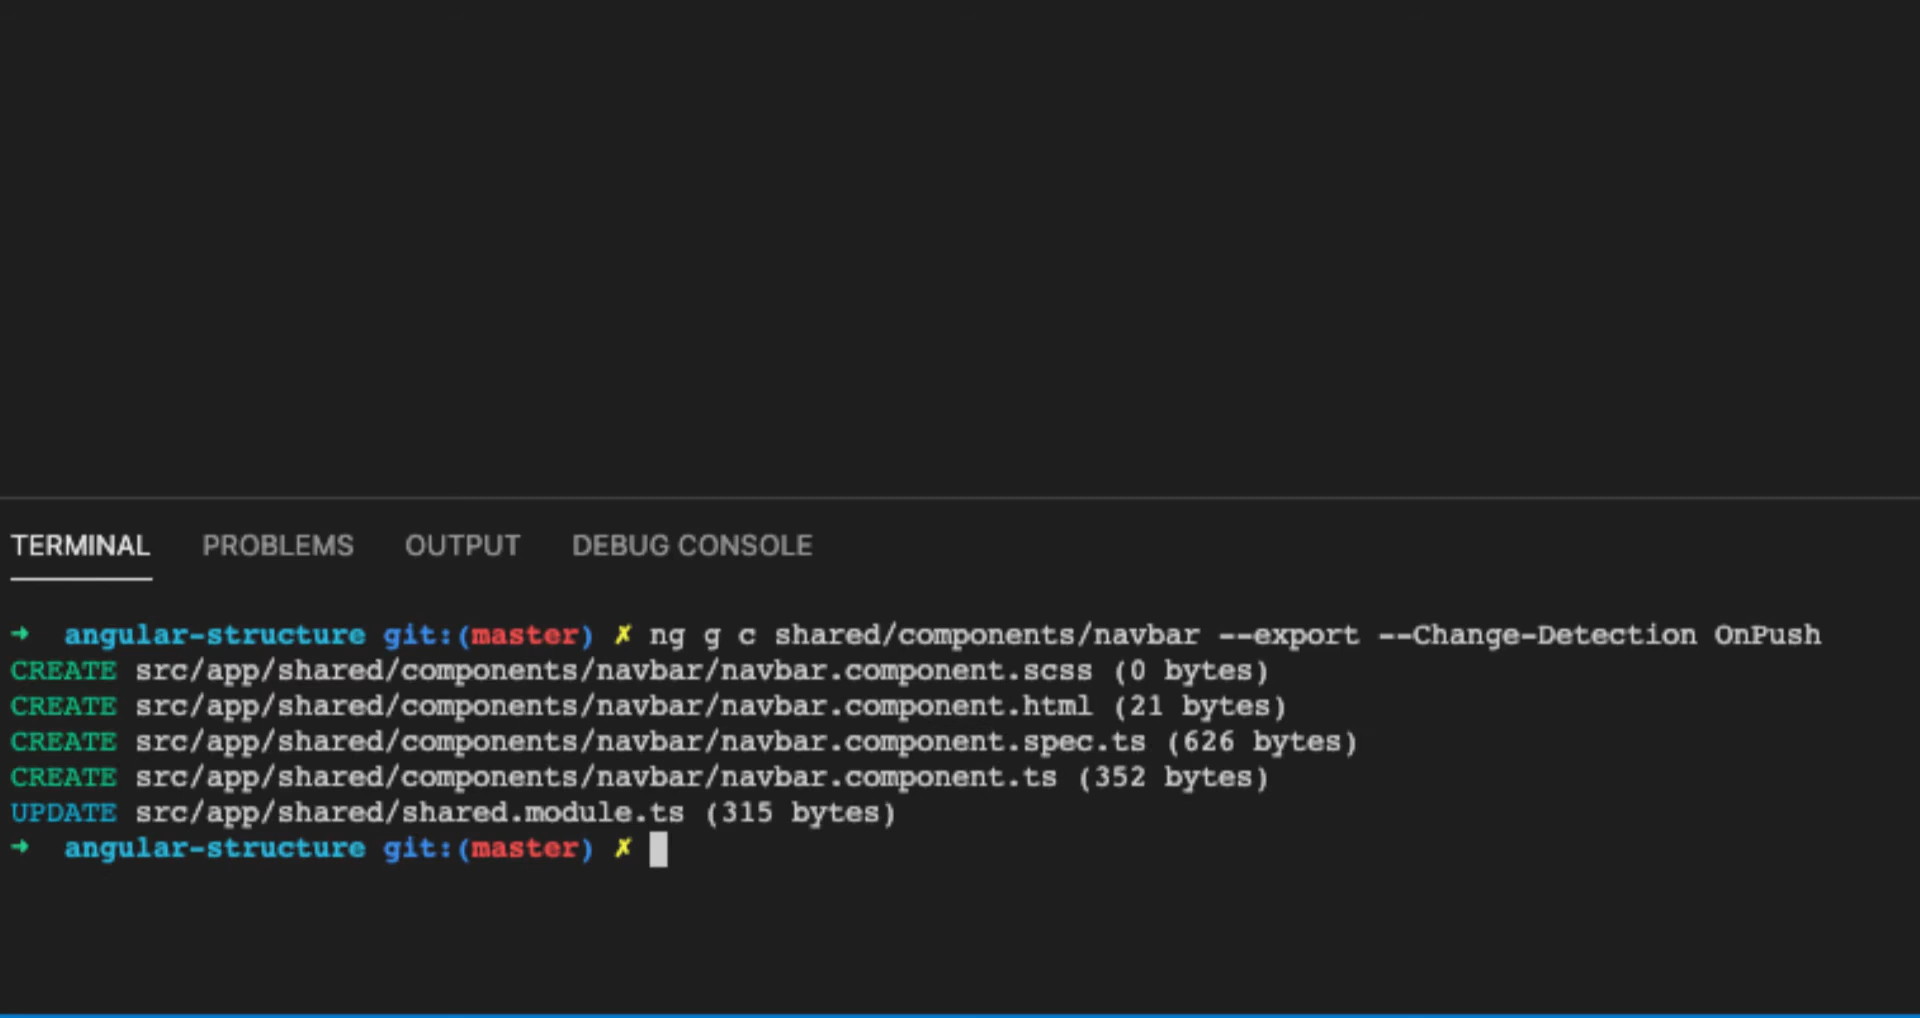 TERMINAL PROBLEMS OUTPUT DEBUG CONSOLE
➜ angular-structure git:(master) ✗ ng g c shared/components/navbar --export --Change-Detection OnPush
CREATE src/app/shared/components/navbar/navbar.component.scss (0 bytes)
CREATE src/app/shared/components/navbar/navbar.component.html (21 bytes)
CREATE src/app/shared/components/navbar/navbar.component.spec.ts (626 bytes)
CREATE src/app/shared/components/navbar/navbar.component.ts (352 bytes)
UPDATE src/app/shared/shared.module.ts (315 bytes)
➜ angular-structure git:(master) ✗